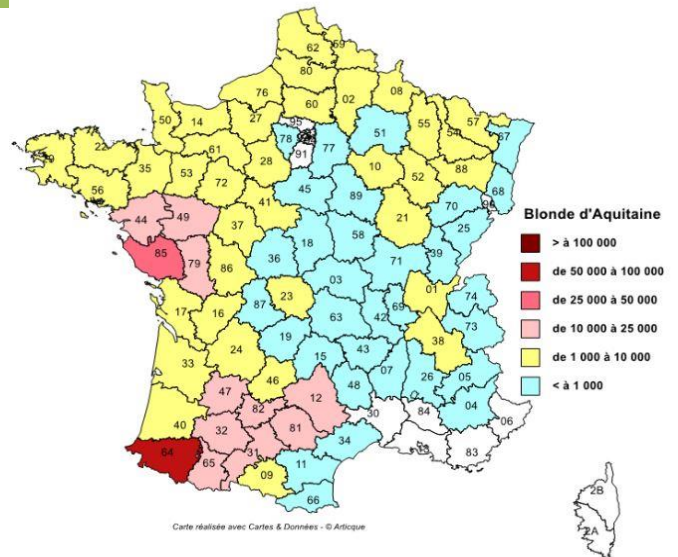 62 59
80
76 60 02 08
50 14 27 95 57
22 61 78 77 51 55 54 67
29 35 53 28 91 10 88
56 72 45 52 68
41 89 70 90
44 49 37 21 25
85 79 86 36 18 58 71 39
03 01 74
17 16 87 23 63 42 69 73
24 19 38
33 15 43
47 46 48 07 26 05
40 82 12 30 84 04 06
32 81 34 13 83
64 65 31 11
09 66
2B
2A
Blonde d'Aquitaine
> à 100 000
de 50 000 à 100 000
de 25 000 à 50 000
de 10 000 à 25 000
de 1 000 à 10 000
< à 1 000
Carte réalisée avec Cartes & Données - © Articque